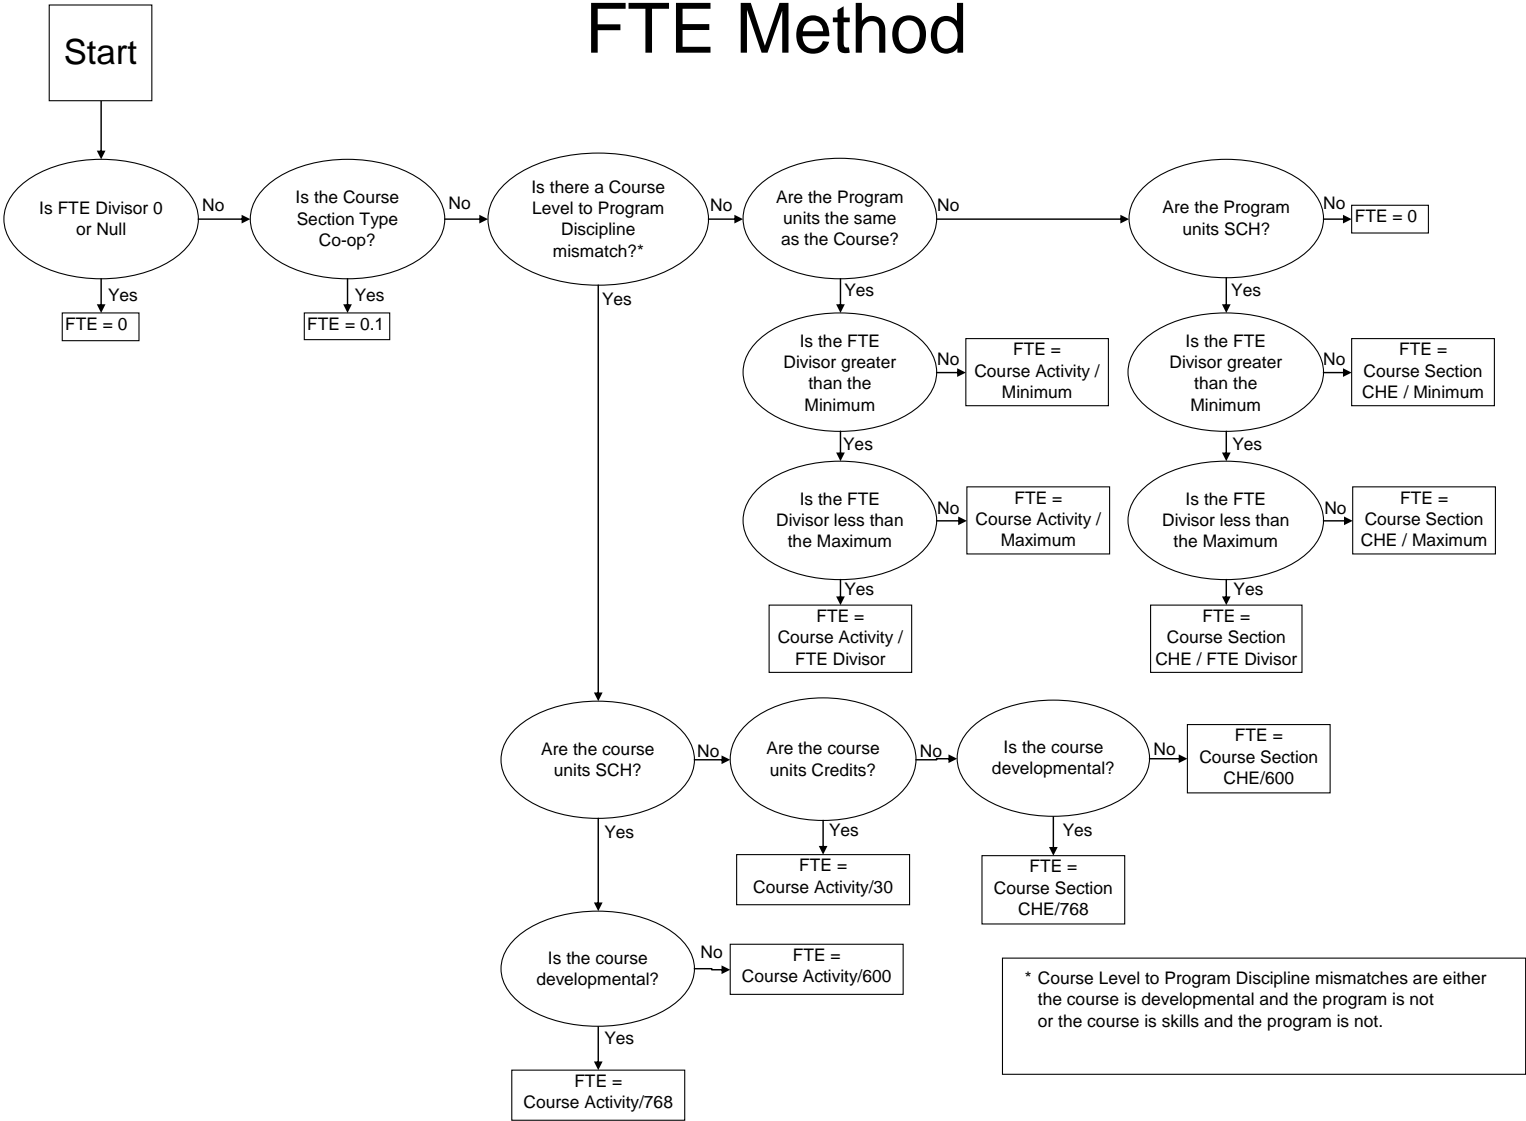 FTE Method
Start
Is FTE Divisor 0
or Null
No
Yes
FTE = 0
Is the Course
Section Type
Co-op?
No
Yes
FTE = 0.1
Is there a Course
Level to Program
Discipline
mismatch?*
No
Yes
Are the Program
units the same
as the Course?
No
Yes
Are the Program
units SCH?
No
FTE = 0
Yes
Is the FTE
Divisor greater
than the
Minimum
No
FTE =
Course Activity /
Minimum
Yes
Is the FTE
Divisor greater
than the
Minimum
No
FTE =
Course Section
CHE / Minimum
Yes
Is the FTE
Divisor less than
the Maximum
No
FTE =
Course Activity /
Maximum
Yes
Is the FTE
Divisor less than
the Maximum
No
FTE =
Course Section
CHE / Maximum
Yes
FTE =
Course Activity /
FTE Divisor
FTE =
Course Section
CHE / FTE Divisor
Are the course
units SCH?
No
Yes
Are the course
units Credits?
No
Yes
FTE =
Course Activity/30
Is the course
developmental?
No
FTE =
Course Section
CHE/600
Yes
FTE =
Course Section
CHE/768
Is the course
developmental?
No
FTE =
Course Activity/600
Yes
FTE =
Course Activity/768
* Course Level to Program Discipline mismatches are either
the course is developmental and the program is not
or the course is skills and the program is not.